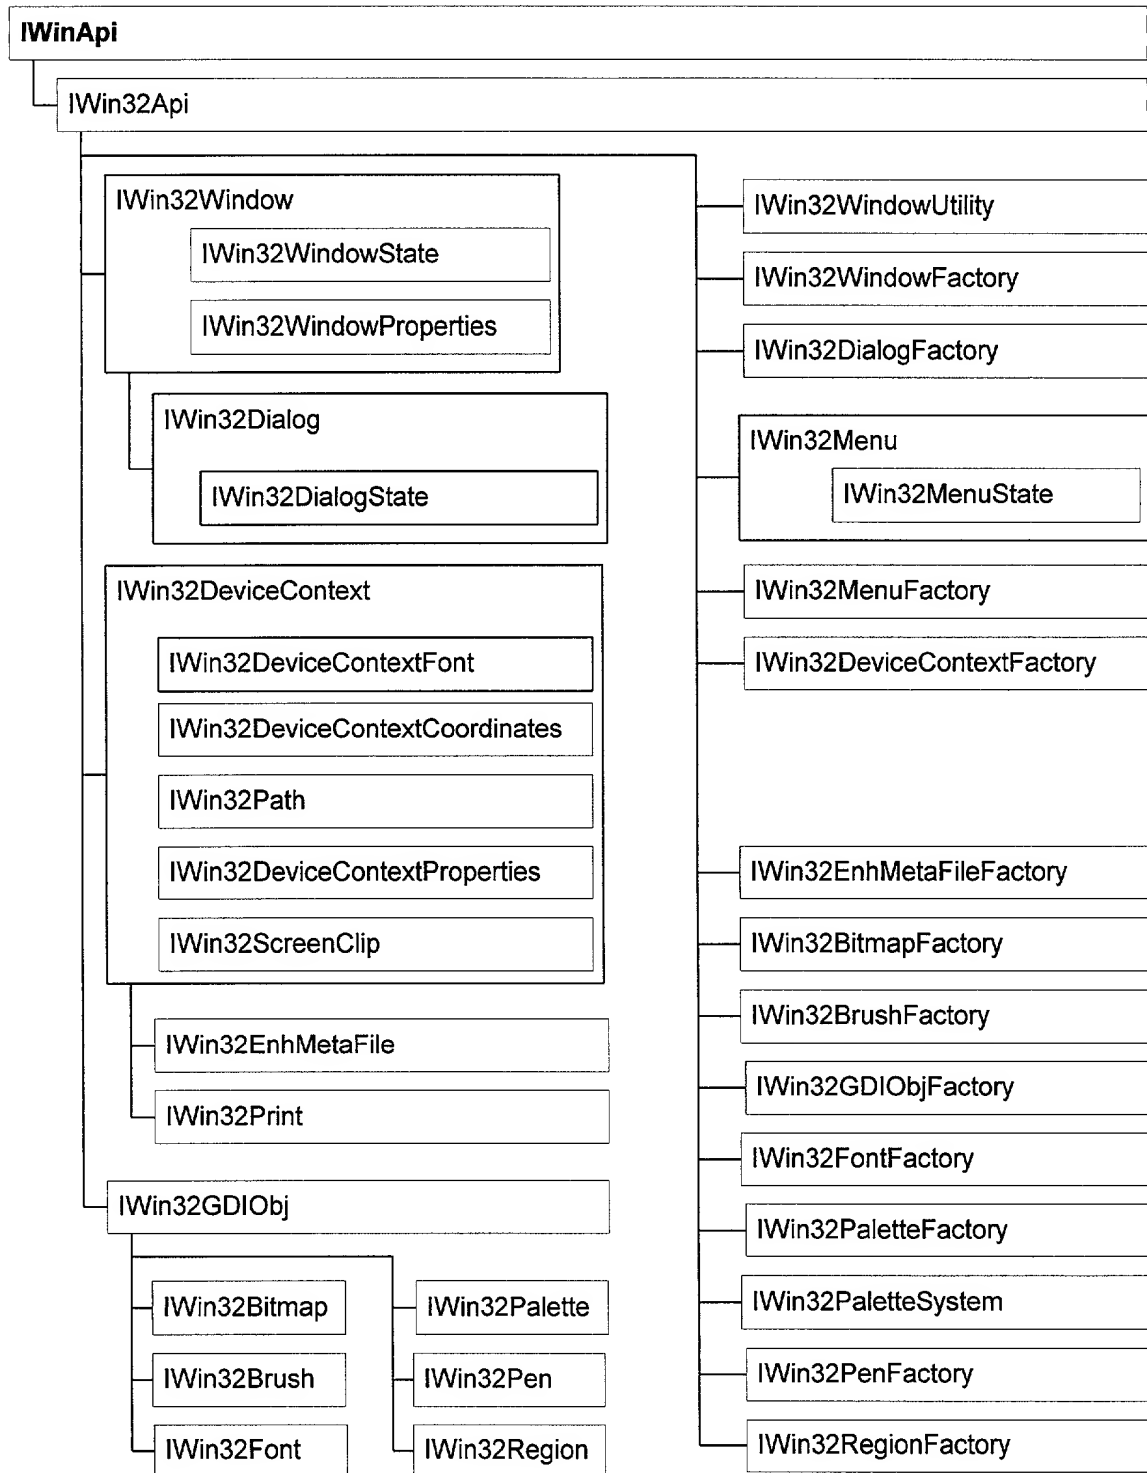 IWinApi
IWin32Api
IWin32Window
IWin32WindowState
IWin32WindowProperties
IWin32Dialog
IWin32DialogState
IWin32DeviceContext
IWin32DeviceContextFont
IWin32DeviceContextCoordinates
IWin32Path
IWin32DeviceContextProperties
IWin32ScreenClip
IWin32EnhMetaFile
IWin32Print
IWin32GDIObj
IWin32Bitmap
IWin32Brush
IWin32Font
IWin32Palette
IWin32Pen
IWin32Region
IWin32WindowUtility
IWin32WindowFactory
IWin32DialogFactory
IWin32Menu
IWin32MenuState
IWin32MenuFactory
IWin32DeviceContextFactory
IWin32EnhMetaFileFactory
IWin32BitmapFactory
IWin32BrushFactory
IWin32GDIObjFactory
IWin32FontFactory
IWin32PaletteFactory
IWin32PaletteSystem
IWin32PenFactory
IWin32RegionFactory